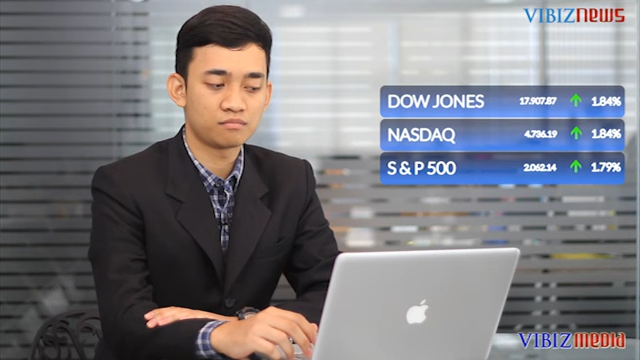 VIBIZNEWS
DOW JONES 17.907.87 1.84%
NASDAQ 4.736.19 1.84%
S & P 500 2.062.14 1.79%
VIBIZMEDIA